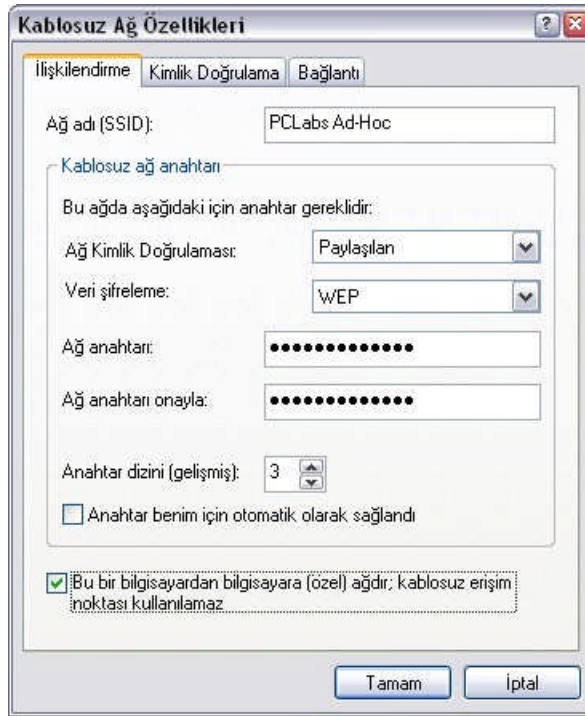 Kablosuz Ağ Özellikleri
İlişkilendirme Kimlik Doğrulama Bağlantı
Ağ adı (SSID): PCLabs Ad-Hoc
Kablosuz ağ anahtarı
Bu ağda aşağıdaki için anahtar gereklidir:
Ağ Kimlik Doğrulaması: Paylaşılan
Veri şifreleme: WEP
Ağ anahtarı: •••••••••••••
Ağ anahtarı onayla: •••••••••••••
Anahtar dizini (gelişmiş): 3
Anahtar benim için otomatik olarak sağlandı
Bu bir bilgisayardan bilgisayara (özel) ağdır; kablosuz erişim
noktası kullanılamaz
Tamam İptal